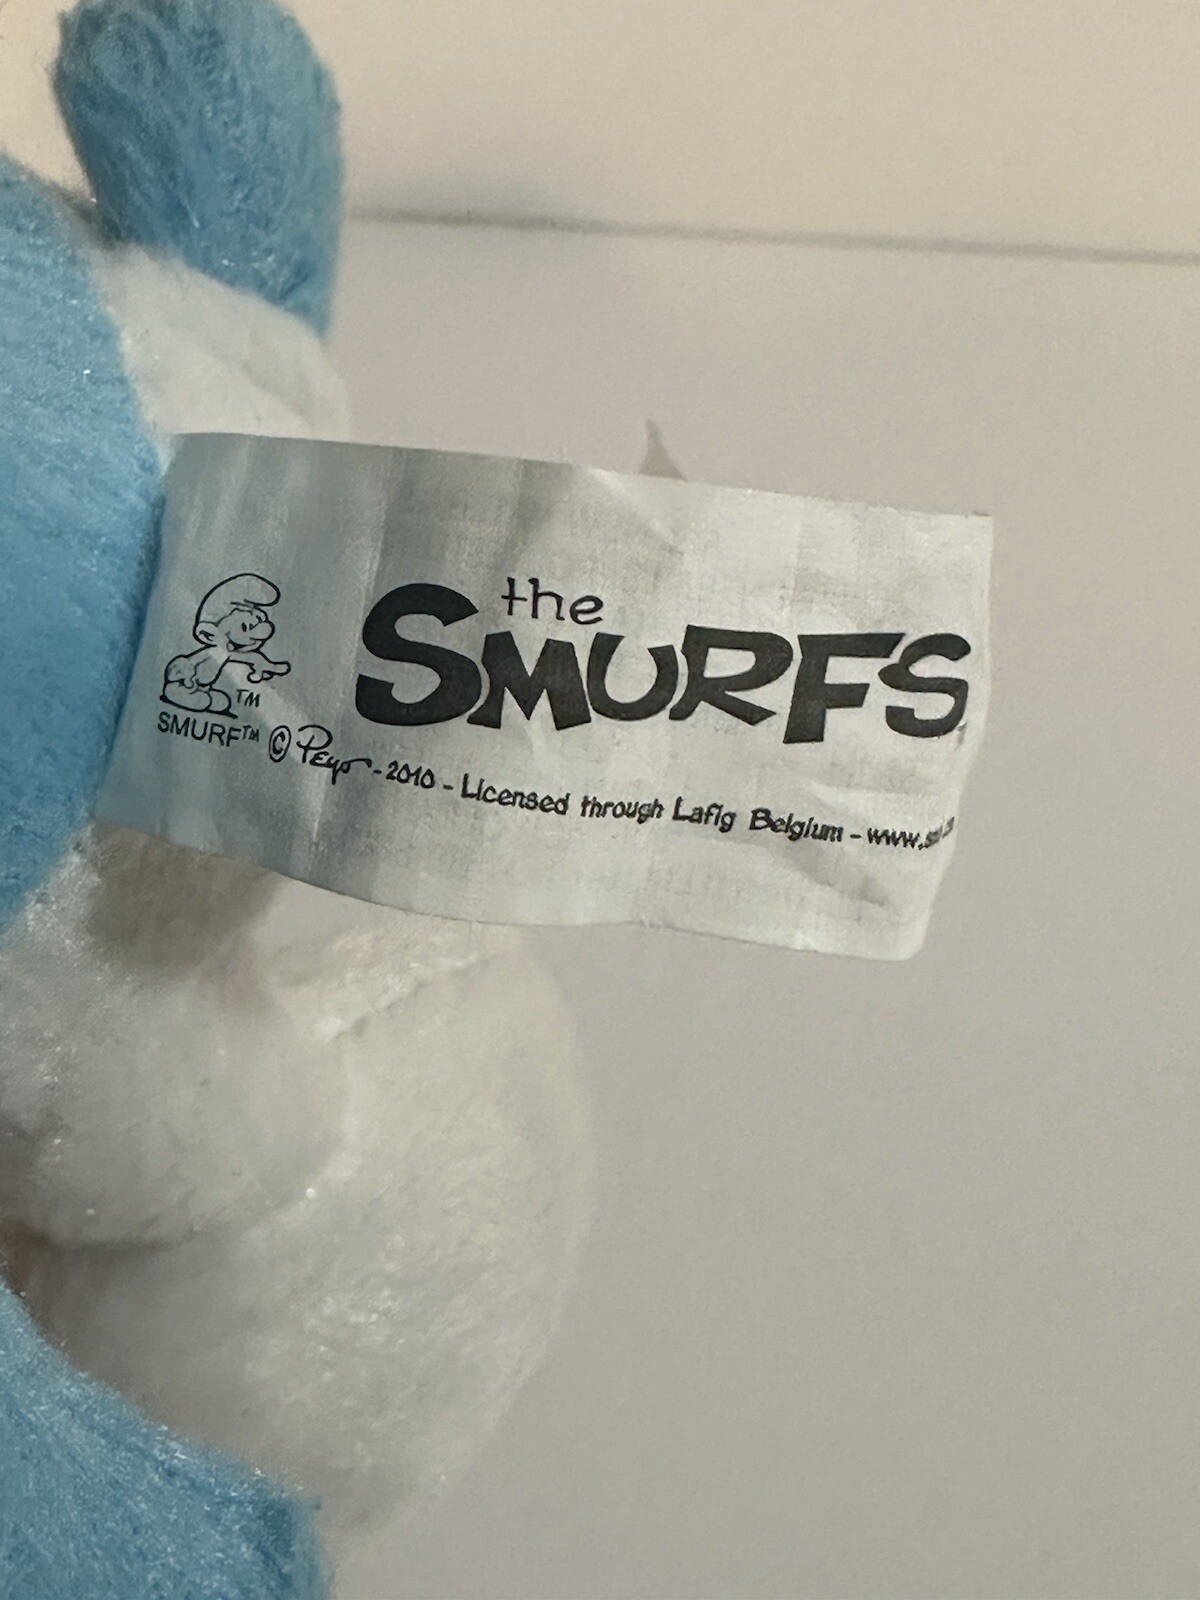 the
SMURFS
TM
SMURF™ © Peyo - 2010 - Licensed through Lafig Belgium - www.